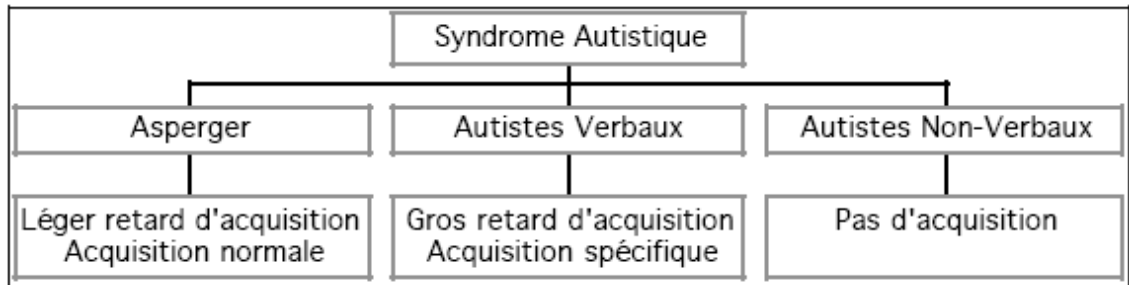 Syndrome Autistique
Asperger
Autistes Verbaux
Autistes Non-Verbaux
Léger retard d'acquisition
Acquisition normale
Gros retard d'acquisition
Acquisition spécifique
Pas d'acquisition